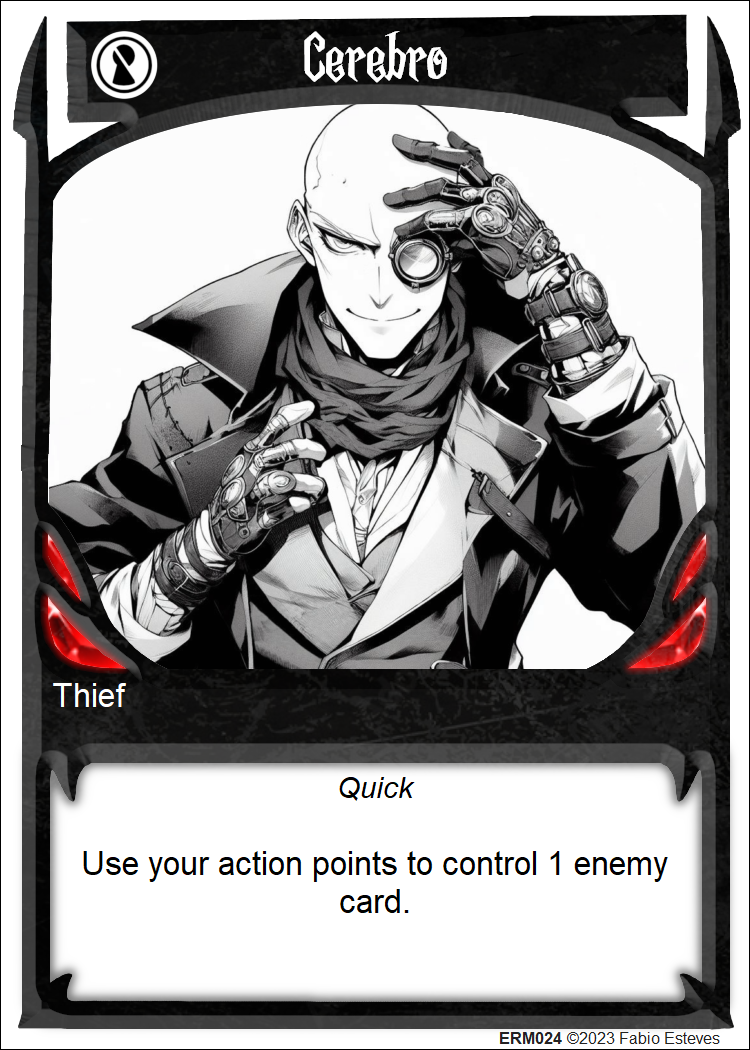 Cerebro
Thief
Quick
Use your action points to control 1 enemy
card.
ERM024 ©2023 Fabio Esteves